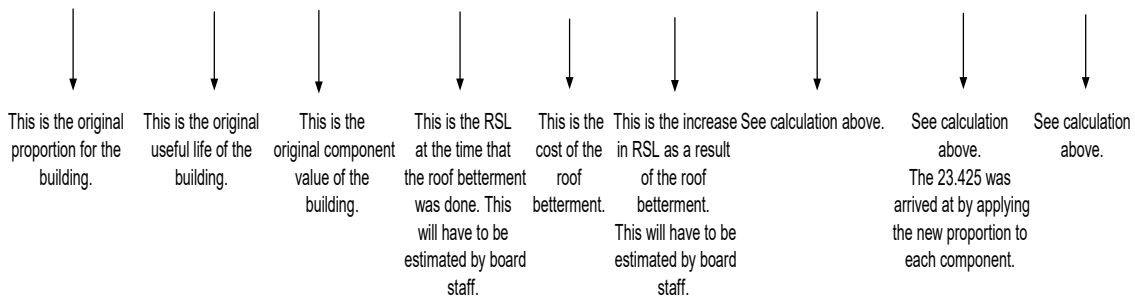 This is the original
proportion for the
building.
This is the original
useful life of the
building.
This is the
original component
value of the
building.
This is the RSL
at the time that
the roof betterment
was done. This
will have to be
estimated by board
staff.
This is the
cost of the
roof
betterment.
This is the increase
in RSL as a result
of the roof
betterment.
This will have to be
estimated by board
staff.
See calculation above.
See calculation
above.
The 23.425 was
arrived at by applying
the new proportion to
each component.
See calculation
above.